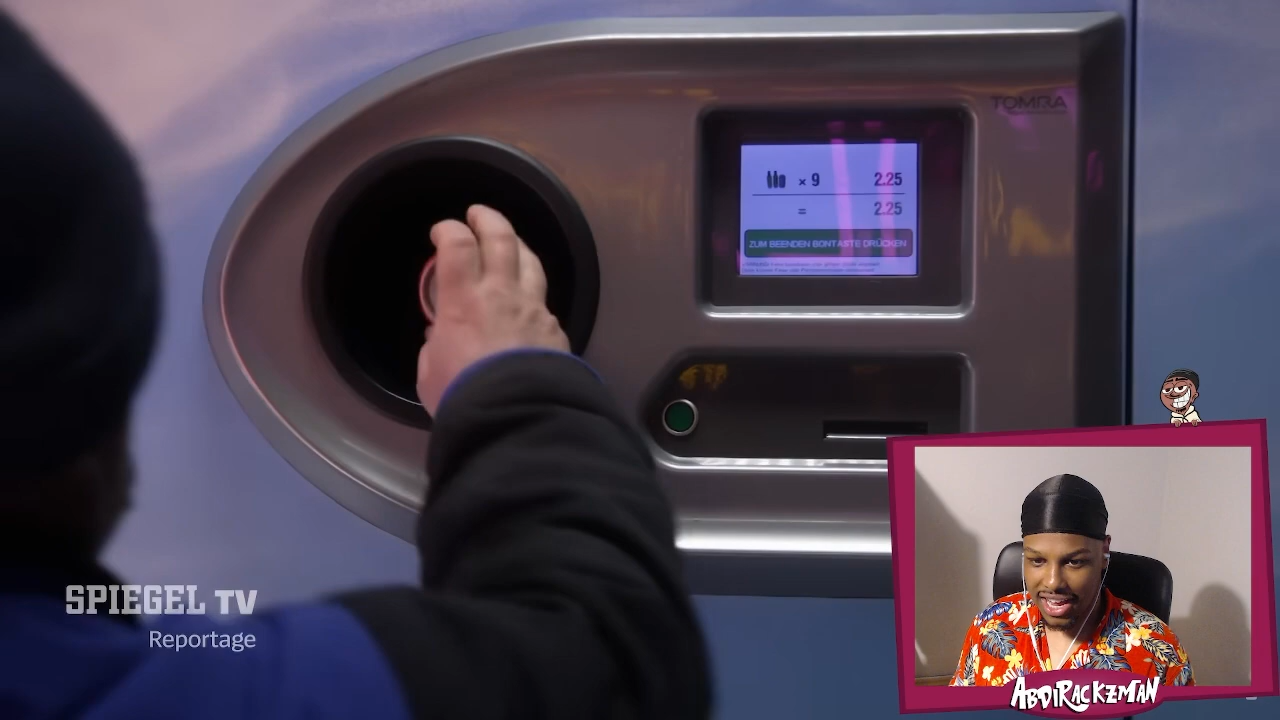 TOMRA
× 9 2.25
= 2.25
ZUM BEENDEN BONTASTE DRÜCKEN
SPIEGEL TV
Reportage
ABDIRACKZMAN